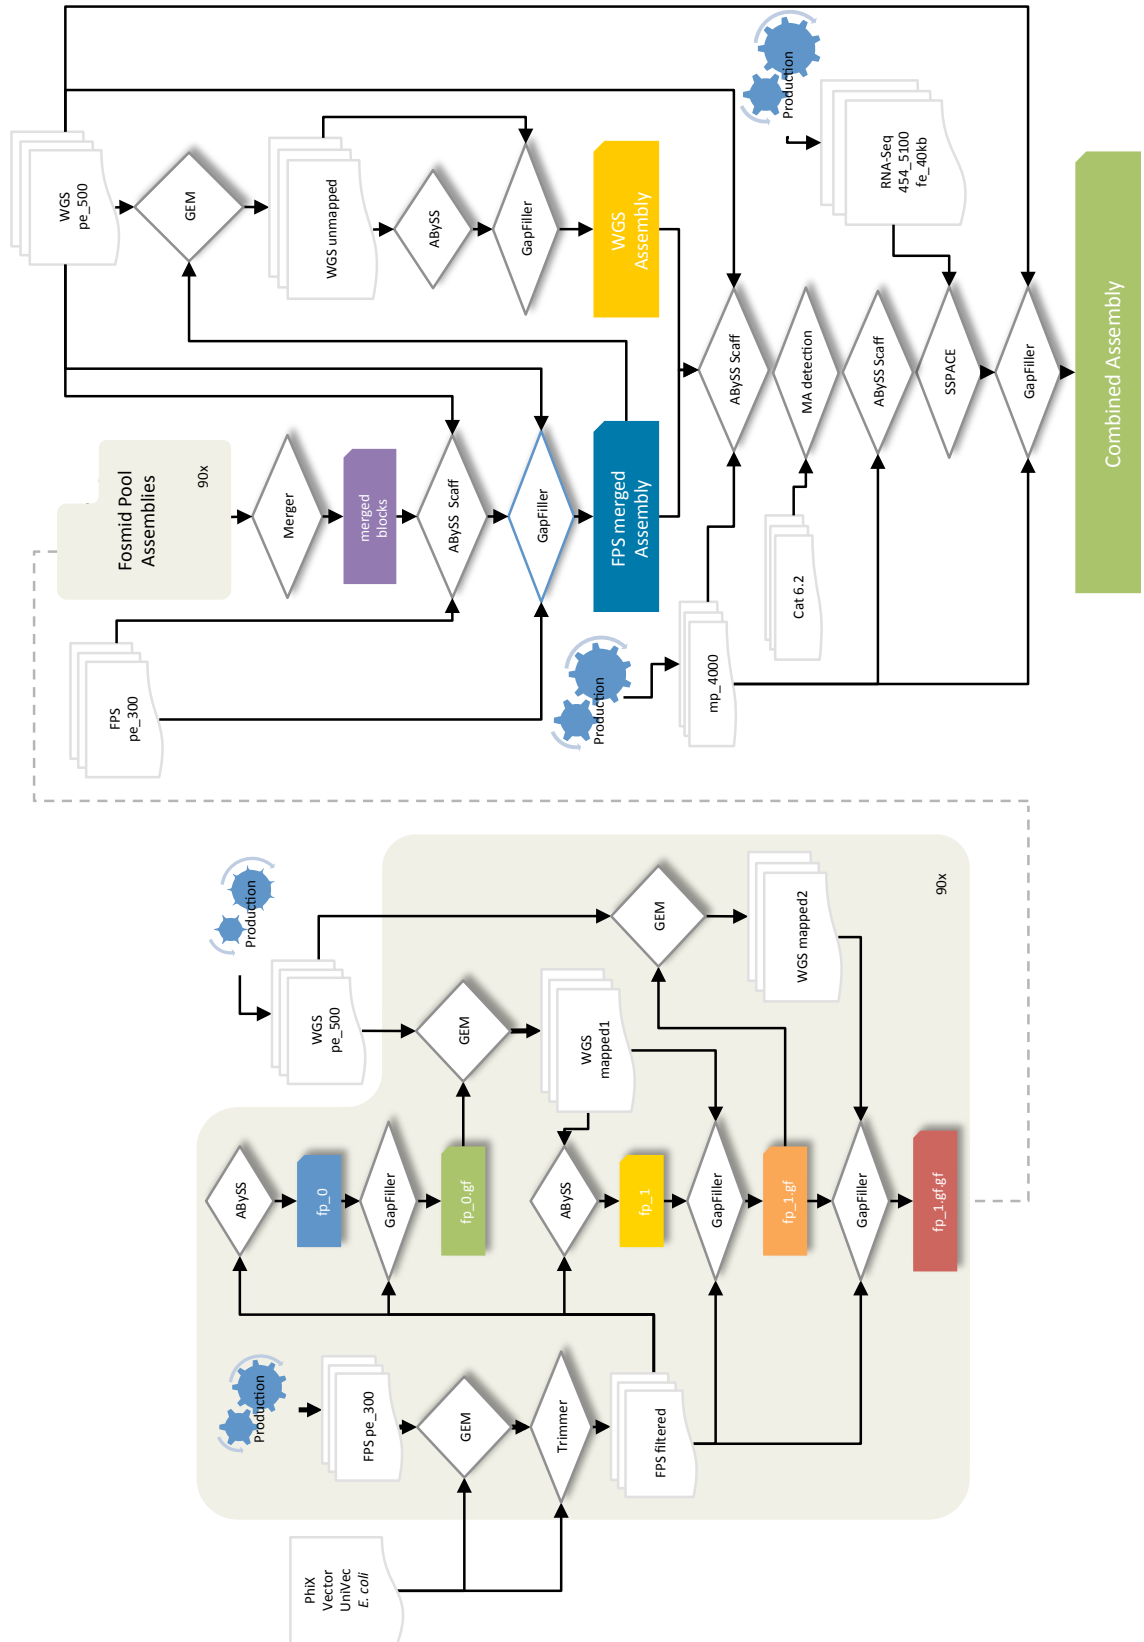 PhiX
Vector
UniVec
E. coli
Production
FPS pe_300
GEM
Trimmer
FPS filtered
ABySS
fp_0
GapFiller
fp_0.gf
ABySS
fp_1
GapFiller
fp_1.gf
GapFiller
fp_1.gf.gf
Production
WGS
pe_500
GEM
WGS
mapped1
GEM
WGS mapped2
90x
FPS
pe_300
Fosmid Pool
Assemblies
90x
Merger
merged
blocks
ABySS Scaff
GapFiller
FPS merged
Assembly
WGS
pe_500
GEM
WGS unmapped
ABySS
GapFiller
WGS
Assembly
Production
mp_4000
Cat 6.2
ABySS Scaff
MA detection
ABySS Scaff
SSPACE
GapFiller
Production
RNA-Seq
454_5100
fe_40kb
Combined Assembly